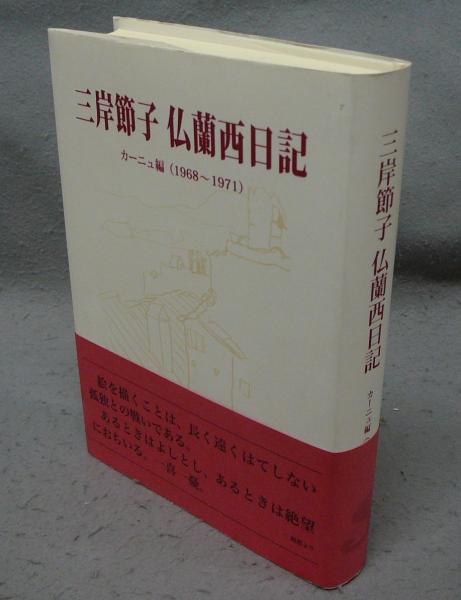 三岸節子 仏蘭西日記
カーニュ編（1968〜1971）
絵を描くことは、長く遠くはてしない
孤独との戦いである。
あるときはよしとし、あるときは絶望
におちいる。一喜一憂。
三岸節子 仏蘭西日記
カーニュ編